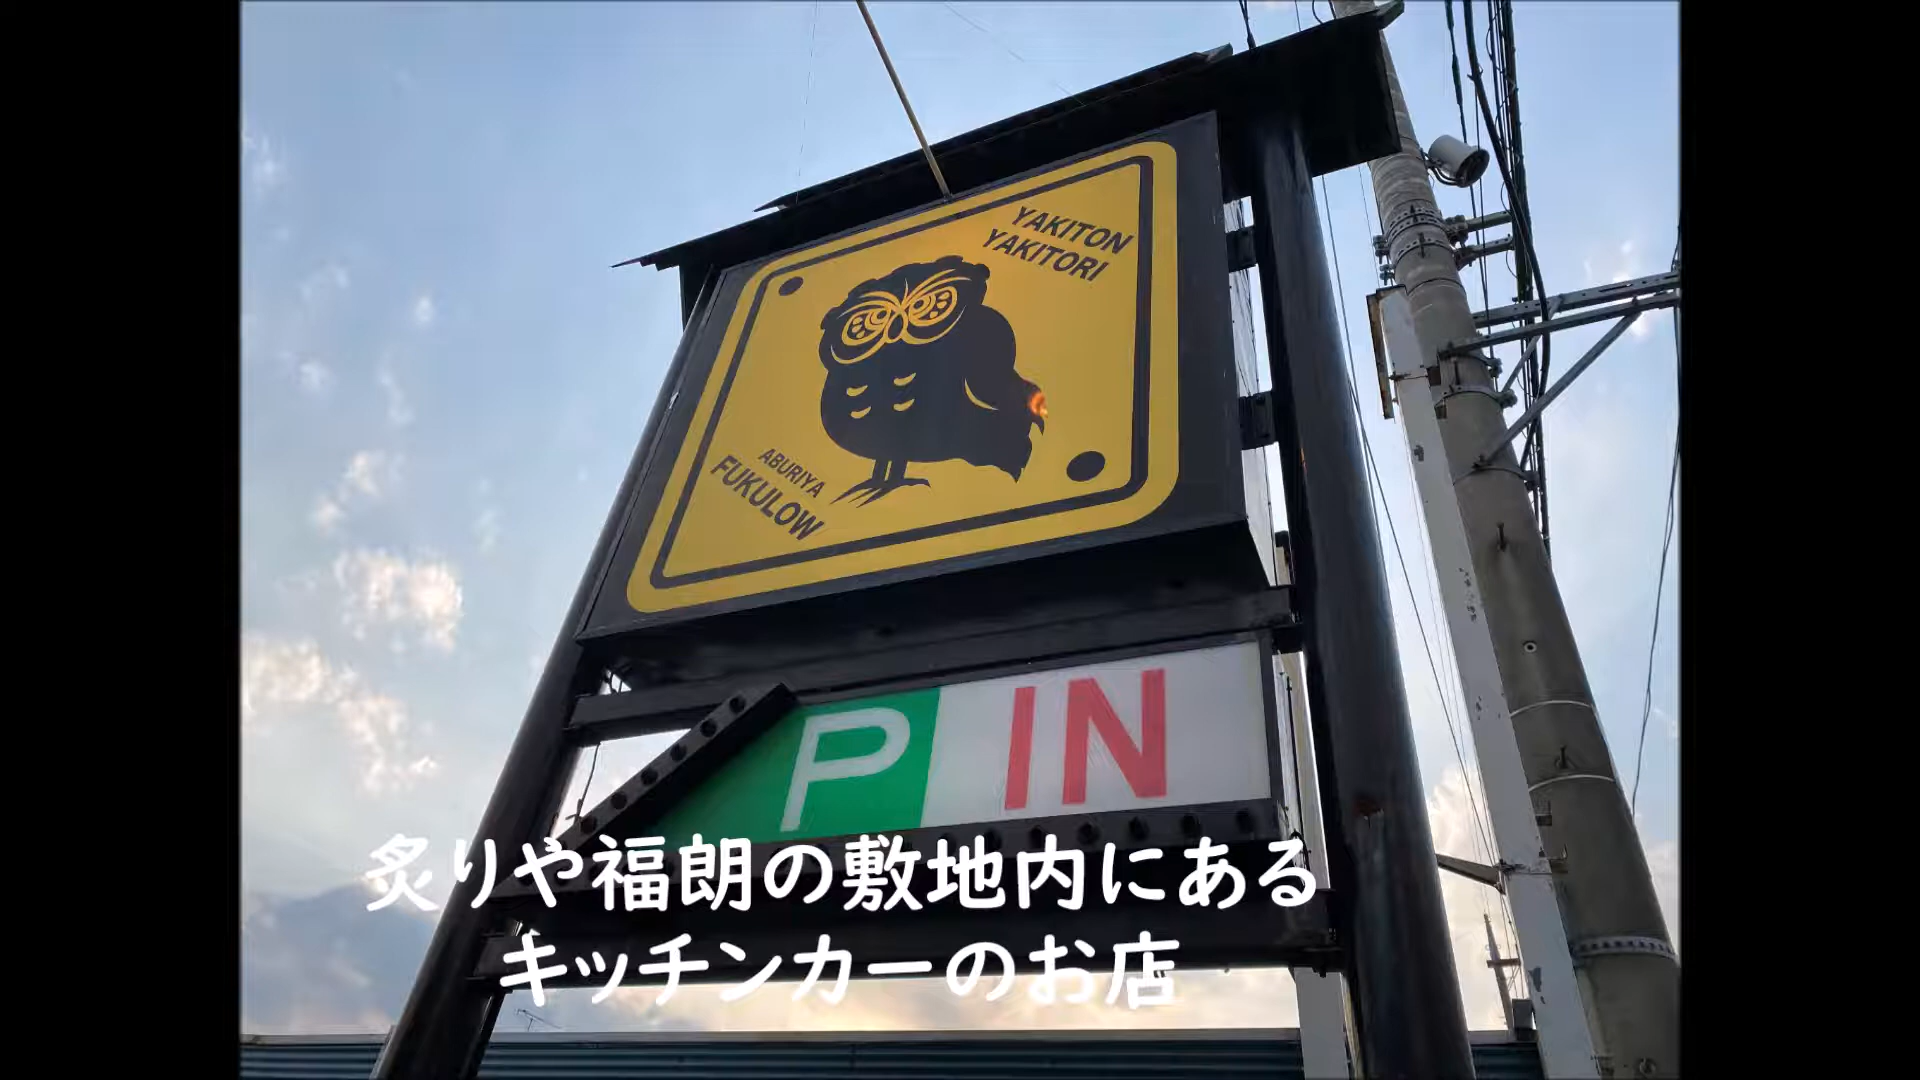 YAKITON
YAKITORI
ABURIYA
FUKULOW
P IN
炙りや福朗の敷地内にある
キッチンカーのお店